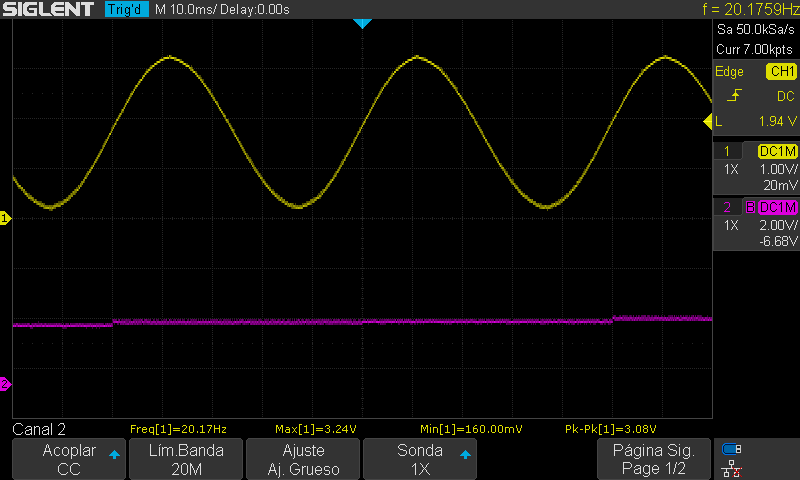 SIGLENT Trig'd M 10.0ms/ Delay:0.00s f = 20.1759Hz
Sa 50.0kSa/s
Curr 7.00kpts
Edge CH1
DC
L 1.94 V
1 DC1M
1X 1.00V/
20mV
2 B DC1M
1X 2.00V/
-6.68V
1
2
Canal 2 Freq[1]=20.17Hz Max[1]=3.24V Min[1]=160.00mV Pk-Pk[1]=3.08V
Acoplar Lím.Banda Ajuste Sonda Página Sig.
CC 20M Aj. Grueso 1X Page 1/2